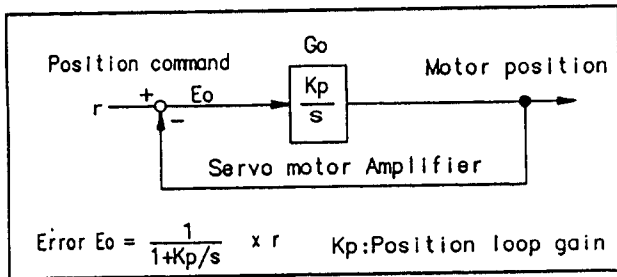 Go
Position command
Motor position
+
Eo
Kp
s
r
-
Servo motor Amplifier
Error Eo = 1 / 1+Kp/s x r
Kp:Position loop gain